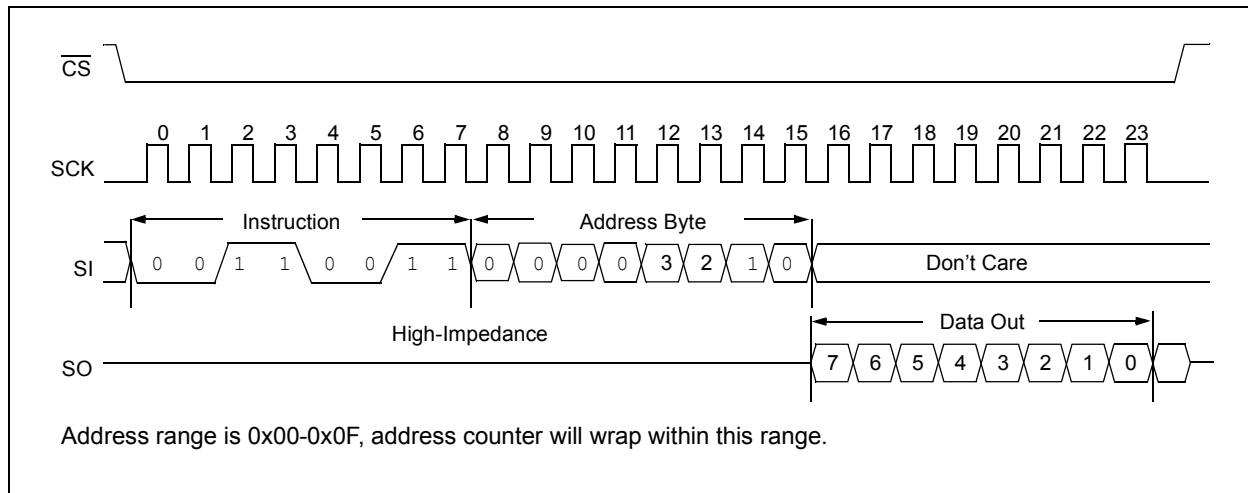 CS
0 1 2 3 4 5 6 7 8 9 10 11 12 13 14 15 16 17 18 19 20 21 22 23
SCK
Instruction Address Byte
SI 0 0 1 1 0 0 1 1 0 0 0 0 3 2 1 0 Don't Care
High-Impedance Data Out
SO 7 6 5 4 3 2 1 0
Address range is 0x00-0x0F, address counter will wrap within this range.